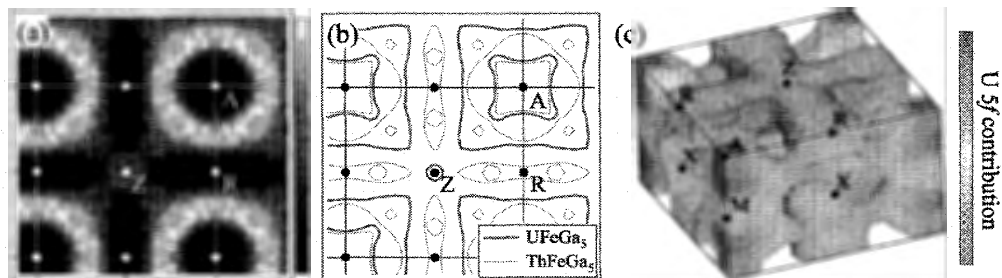 (a)
Z
A
R
(b)
A
Z
R
UFeGa₅
ThFeGa₅
(c)
X
M
U 5f contribution